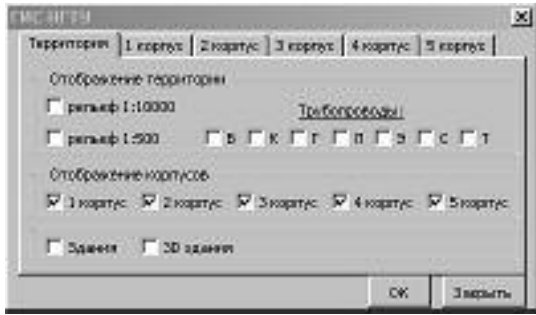 Территория 1 корпус 2 корпус 3 корпус 4 корпус 5 корпус
Отображение территории
рельеф 1:10000 Трубопроводы:
рельеф 1:500 В К Г П Э С Т
Отображение корпусов
1 корпус 2 корпус 3 корпус 4 корпус 5 корпус
Здания 3D здания
OK Закрыть